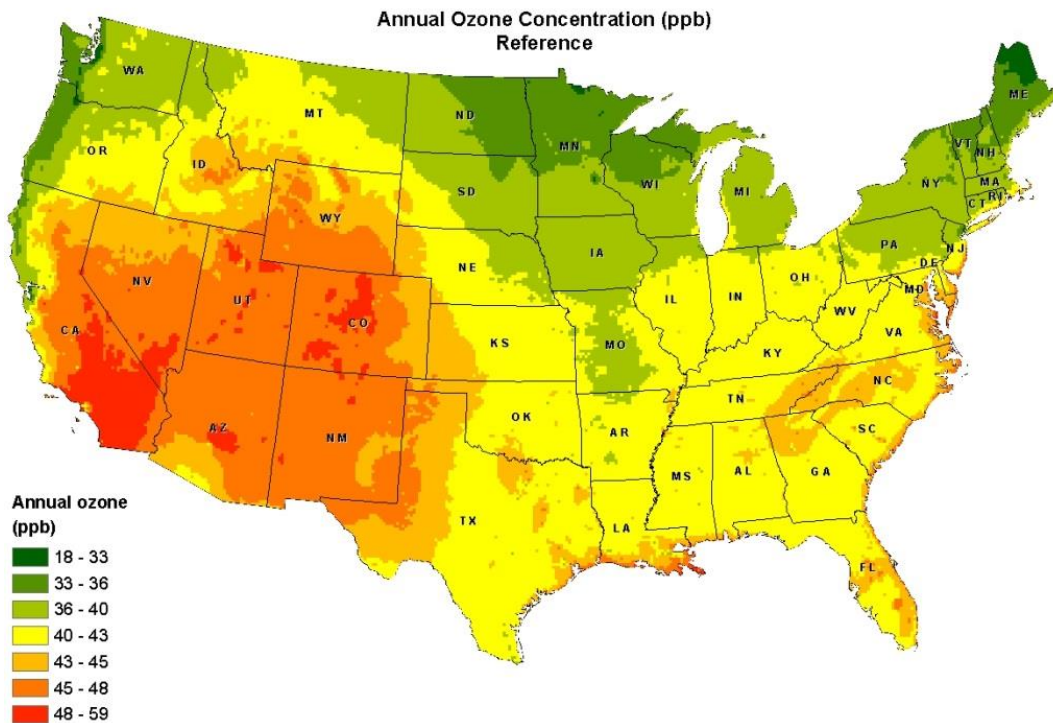 Annual Ozone Concentration (ppb)
Reference
WA
MT
ND
MN
ME
VT
NH
OR
ID
SD
WI
MI
NY
MA
CT
RI
WY
IA
PA
NJ
NE
OH
DE
MD
NV
UT
CO
IL
IN
WV
VA
CA
KS
MO
KY
NC
TN
AZ
NM
OK
AR
SC
MS
AL
GA
TX
LA
FL
Annual ozone
(ppb)
18 - 33
33 - 36
36 - 40
40 - 43
43 - 45
45 - 48
48 - 59